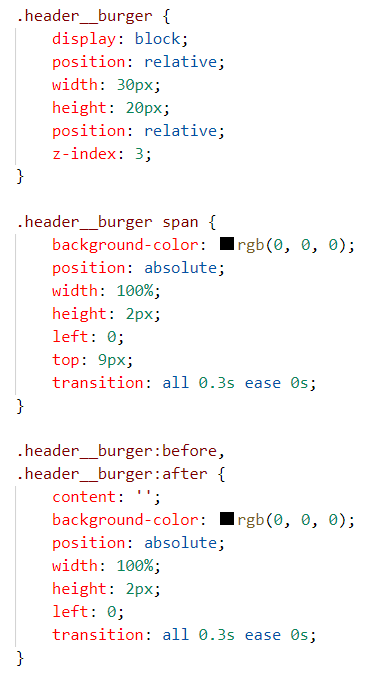 .header__burger {
display: block;
position: relative;
width: 30px;
height: 20px;
position: relative;
z-index: 3;
}
.header__burger span {
background-color: rgb(0, 0, 0);
position: absolute;
width: 100%;
height: 2px;
left: 0;
top: 9px;
transition: all 0.3s ease 0s;
}
.header__burger:before,
.header__burger:after {
content: '';
background-color: rgb(0, 0, 0);
position: absolute;
width: 100%;
height: 2px;
left: 0;
transition: all 0.3s ease 0s;
}